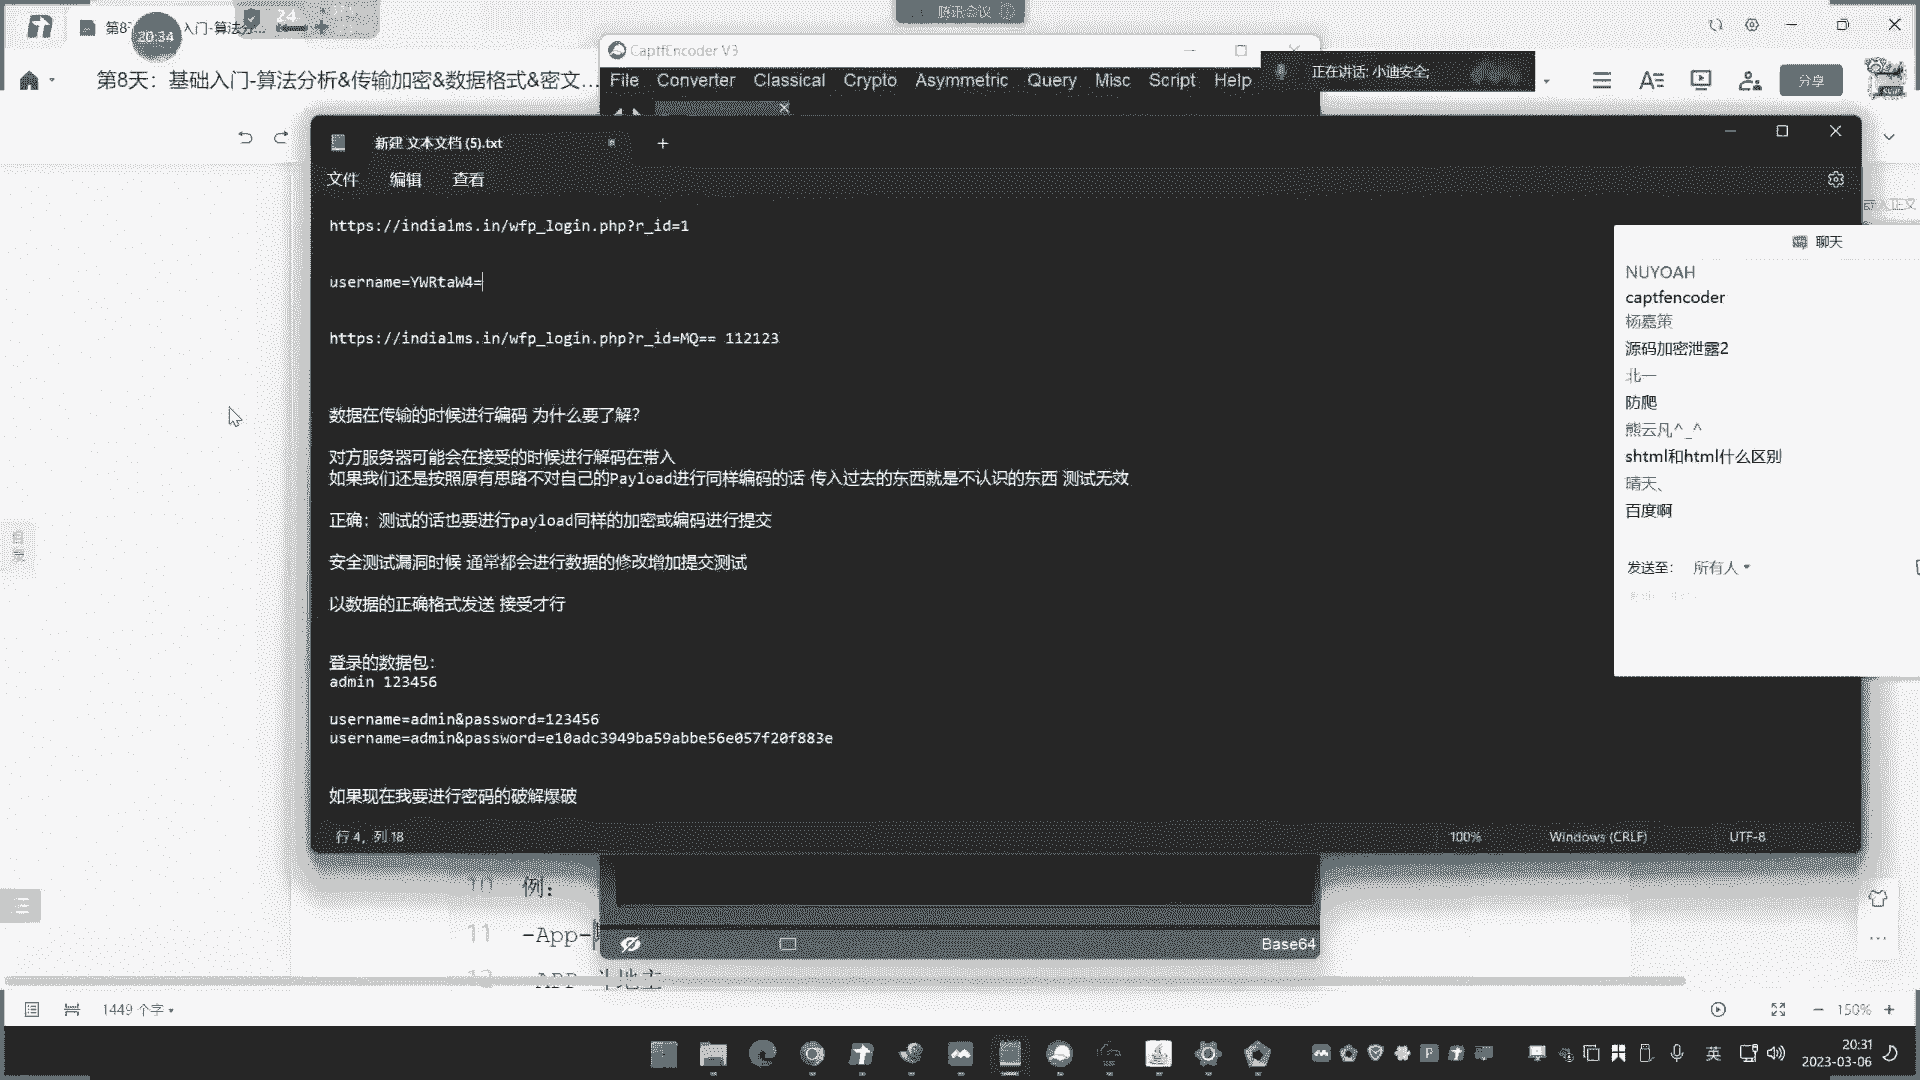 腾讯会议
20:34
24
第8天：基础入门-算法分析&传输加密&数据格式&密文...
CaptfEncoder V3
File Converter Classical Crypto Asymmetric Query Misc Script Help
正在讲话: 小迪安全;
分享
新建 文本文档 (5).txt
文件 编辑 查看
https://indialms.in/wfp_login.php?r_id=1
username=YWRtaW4=
https://indialms.in/wfp_login.php?r_id=MQ== 112123
数据在传输的时候进行编码 为什么要了解?
对方服务器可能会在接受的时候进行解码在带入
如果我们还是按照原有思路不对自己的Payload进行同样编码的话 传入过去的东西就是不认识的东西 测试无效
正确：测试的话也要进行payload同样的加密或编码进行提交
安全测试漏洞时候 通常都会进行数据的修改增加提交测试
以数据的正确格式发送 接受才行
登录的数据包：
admin 123456
username=admin&password=123456
username=admin&password=e10adc3949ba59abbe56e057f20f883e
如果现在我要进行密码的破解爆破
行 4，列 18
100%
Windows (CRLF)
UTF-8
聊天
NUYOAH
captfencoder
杨嘉策
源码加密泄露2
北一
防爬
熊云凡^_^
shtml和html什么区别
晴天、
百度啊
发送至: 所有人
目录
10 例：
11 -App-
Base64
1449 个字
150%
英
20:31
2023-03-06